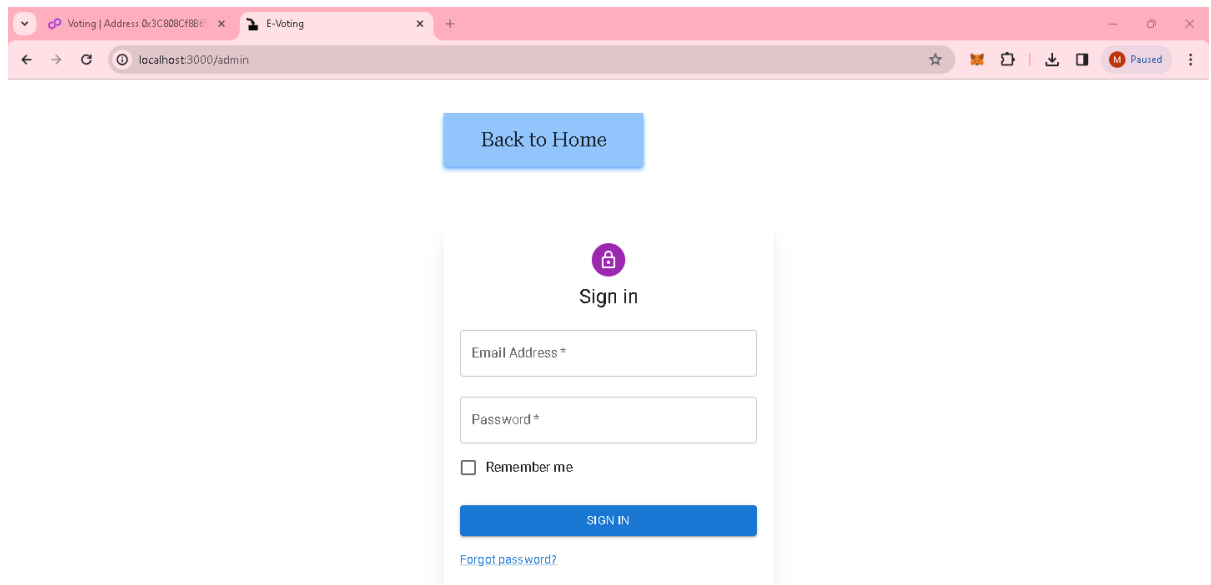 Voting | Address 0x3C808Cf8B6
E-Voting
localhost:3000/admin
M Paused
Back to Home
Sign in
Email Address *
Password *
Remember me
SIGN IN
Forgot password?